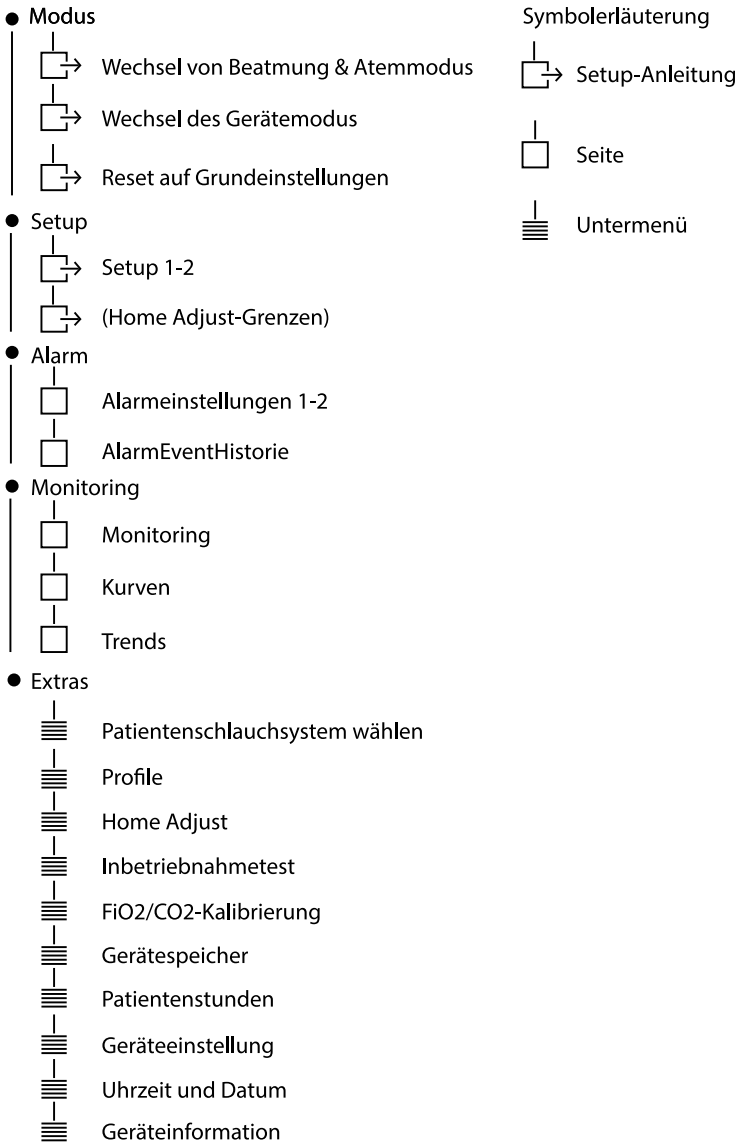 Modus
Wechsel von Beatmung & Atemmodus
Wechsel des Gerätemodus
Reset auf Grundeinstellungen
Setup
Setup 1-2
(Home Adjust-Grenzen)
Alarm
Alarmeinstellungen 1-2
AlarmEventHistorie
Monitoring
Monitoring
Kurven
Trends
Extras
Patientenschlauchsystem wählen
Profile
Home Adjust
Inbetriebnahmetest
FiO2/CO2-Kalibrierung
Gerätespeicher
Patientenstunden
Geräteeinstellung
Uhrzeit und Datum
Geräteinformation
Symbolerläuterung
Setup-Anleitung
Seite
Untermenü